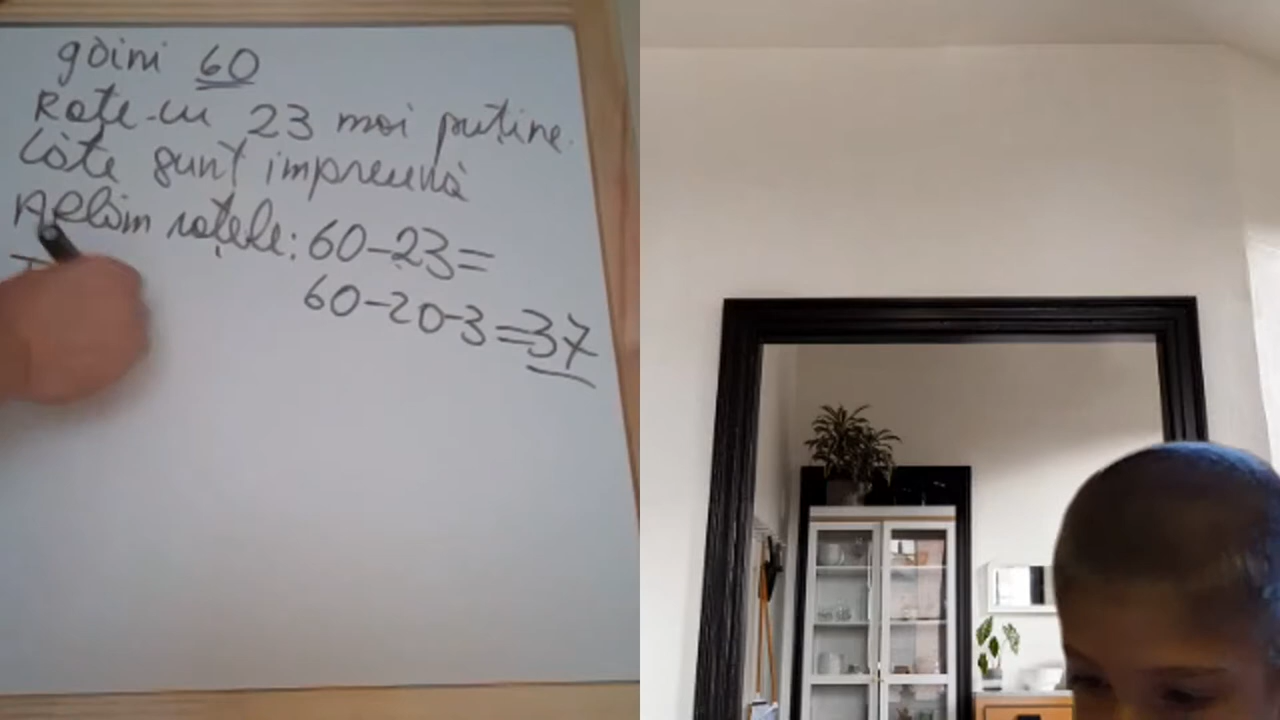 găini 60
Rațe-cu 23 mai puține.
Câte sunt împreună
Aflăm rațele: 60-23=
60-20-3=37